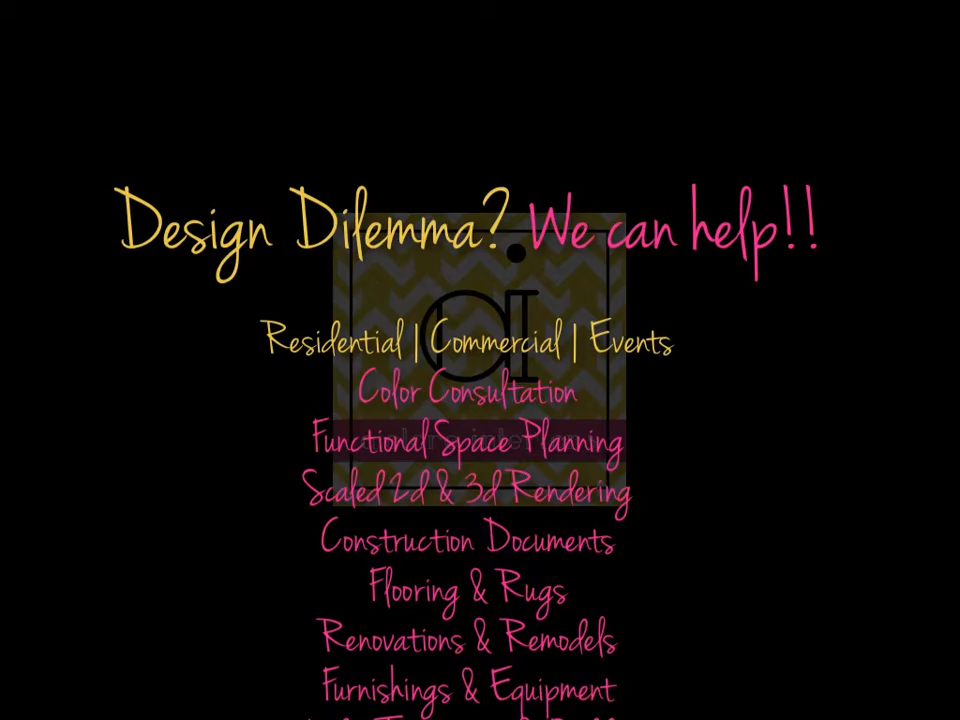 Design Dilemma? We can help!!
ai
Residential | Commercial | Events
Color Consultation
Functional Space Planning
Scaled 2d & 3d Rendering
Construction Documents
Flooring & Rugs
Renovations & Remodels
Furnishings & Equipment